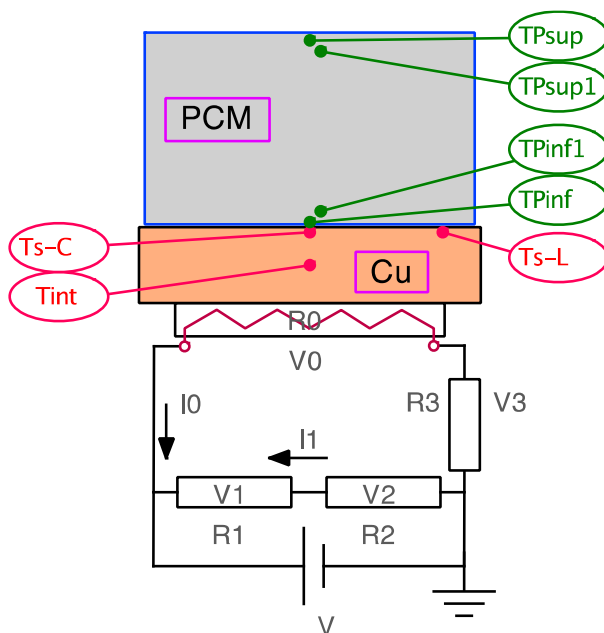 TPsup
TPsup1
PCM
TPinf1
TPinf
Ts-C
Ts-L
Cu
Tint
R0
V0
I0
R3
V3
I1
V1
V2
R1
R2
V